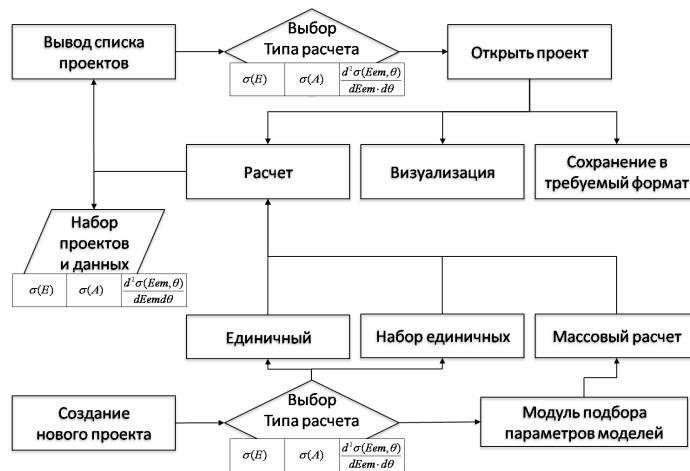 Вывод списка
проектов
Выбор
Типа расчета
σ(E) σ(A) d²σ(Eem,θ)
dEem·dθ
Открыть проект
Расчет
Визуализация
Сохранение в
требуемый формат
Набор
проектов
и данных
σ(E) σ(A) d²σ(Eem,θ)
dEemdθ
Единичный
Набор единичных
Массовый расчет
Создание
нового проекта
Выбор
Типа расчета
σ(E) σ(A) d²σ(Eem,θ)
dEem·dθ
Модуль подбора
параметров моделей